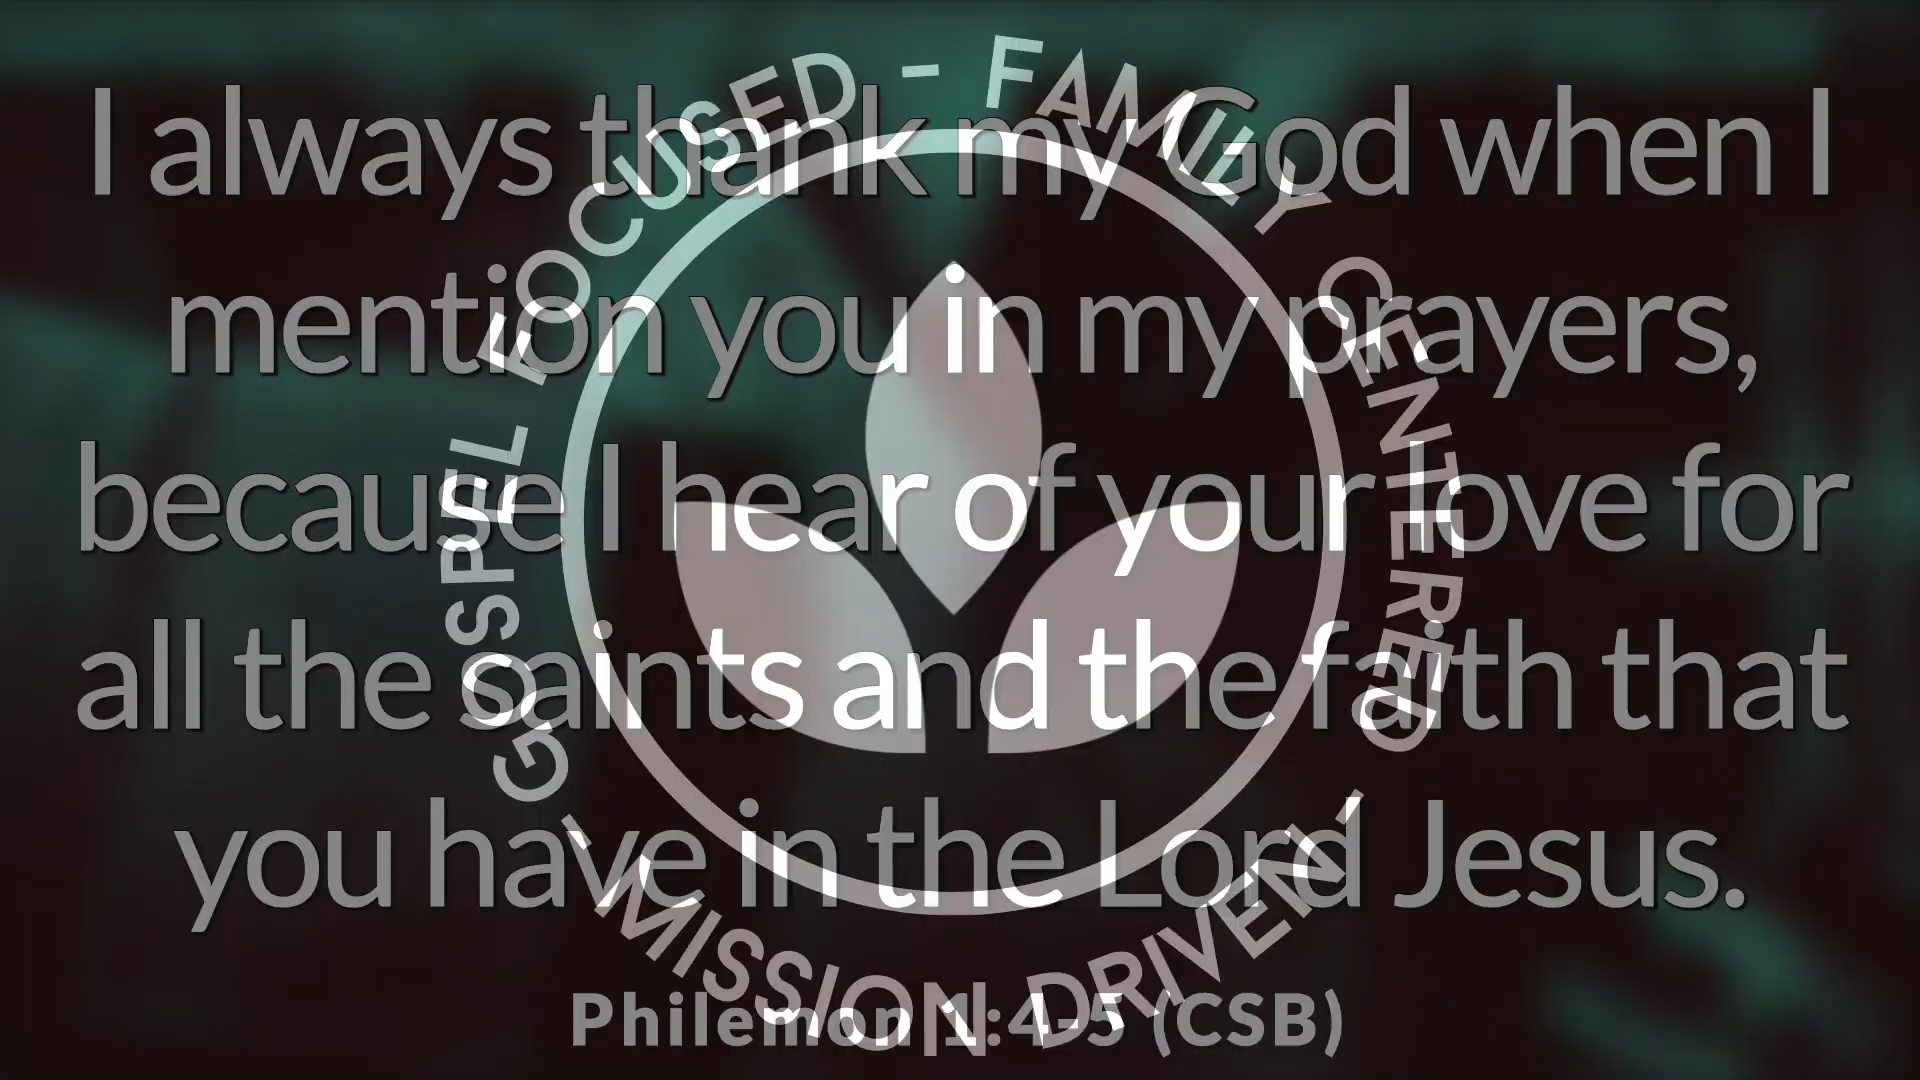 I always thank my God when I
mention you in my prayers,
because I hear of your love for
all the saints and the faith that
you have in the Lord Jesus.
Philemon 1:4-5 (CSB)
GOSPEL FOCUSED - FAMILY CENTERED - MISSION DRIVEN -